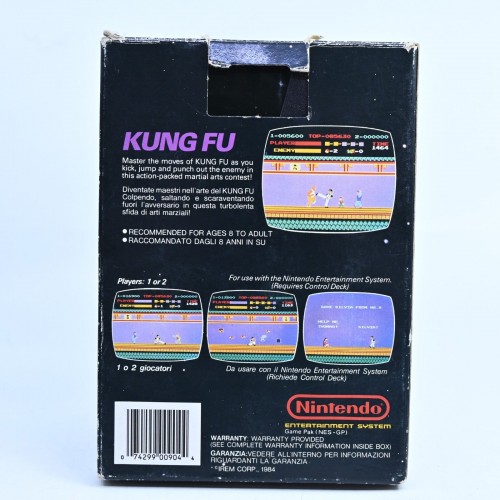 1-005600 TOP-085630 2-000000
PLAYER
TIME
ENEMY
1464
KUNG FU
Master the moves of KUNG FU as you
kick, jump and punch out the enemy in
this action-packed martial arts contest!
Diventate maestri nell'arte del KUNG FU
Colpendo, saltando e scaraventando
fuori l'avversario in questa turbolenta
sfida di arti marziali!
● RECOMMENDED FOR AGES 8 TO ADULT
● RACCOMANDATO DAGLI 8 ANNI IN SU
Players: 1 or 2
For use with the Nintendo Entertainment System.
(Requires Control Deck)
HELP ME,
THOMAS!
1 o 2 giocatori
Da usare con il Nintendo Entertainment System
(Richiede Control Deck)
Nintendo
ENTERTAINMENT SYSTEM
Game Pak (NES-GP)
WARRANTY: WARRANTY PROVIDED
(SEE COMPLETE WARRANTY INFORMATION INSIDE BOX)
GARANZIA: VEDERE ALL'INTERNO PER INFORMAZIONI
RIGUARDANTI LA GARANZIA
©IREM CORP., 1984
0 74299 00904 4